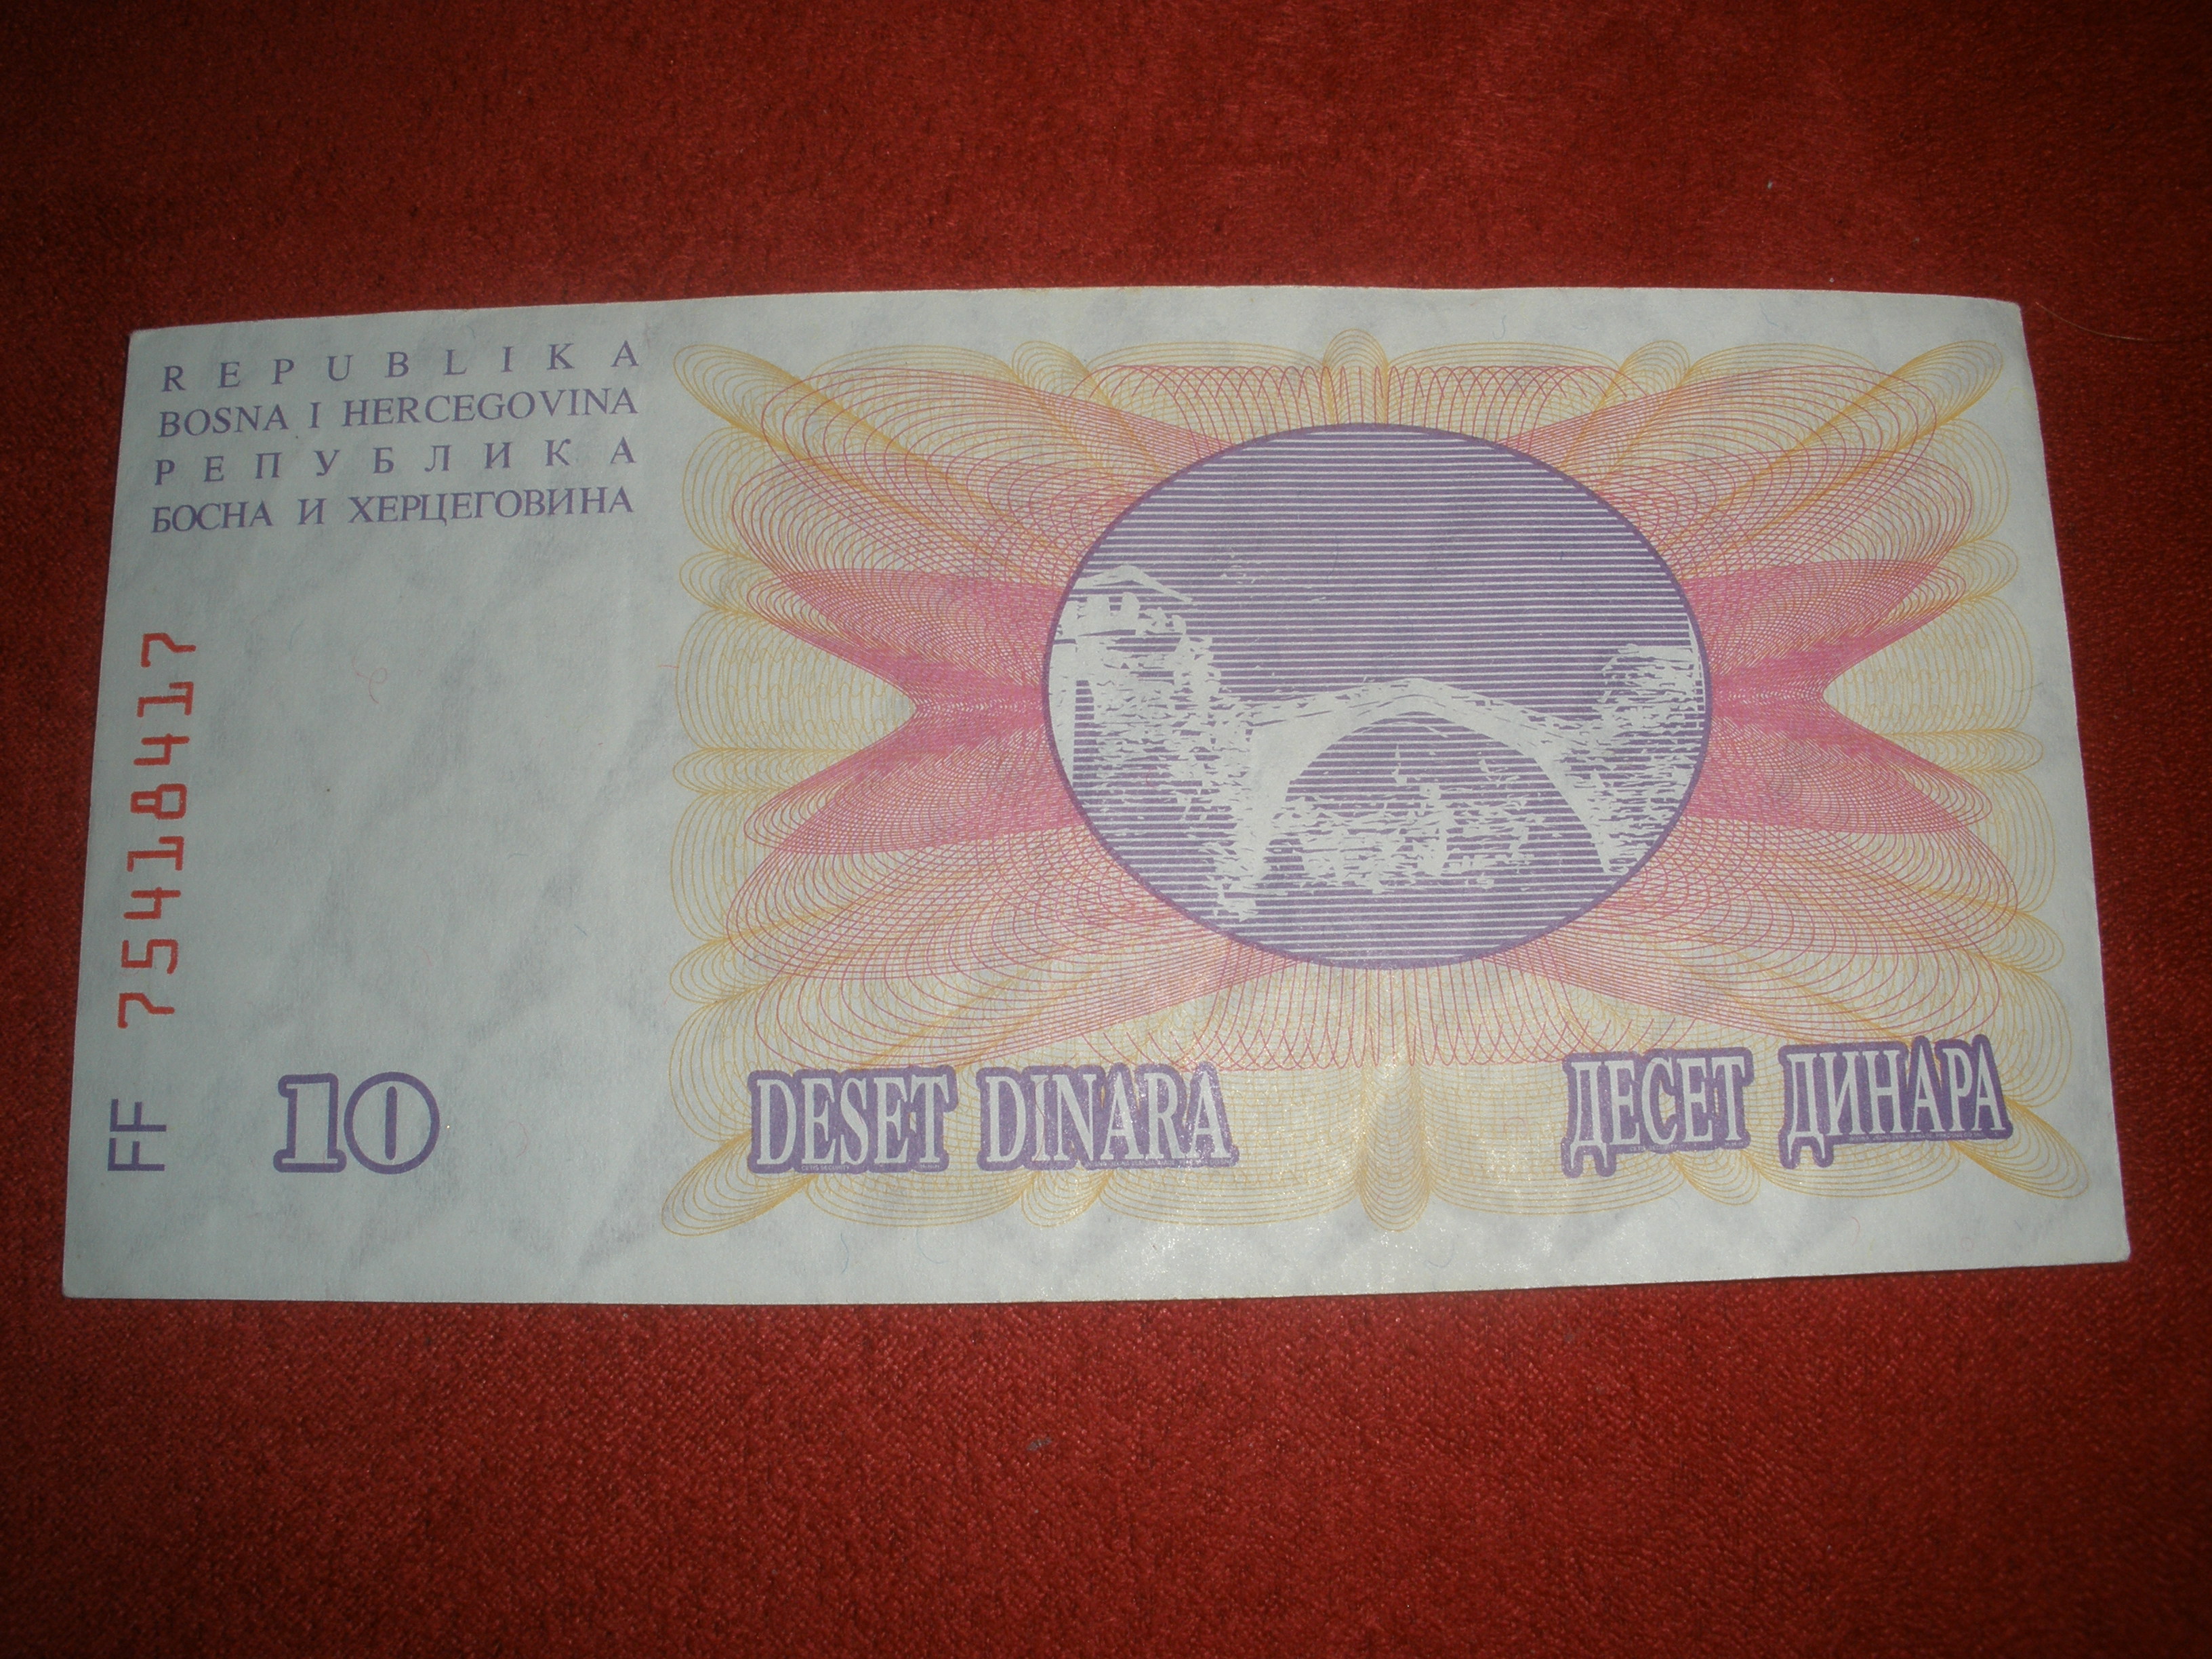 REPUBLIKA
BOSNA I HERCEGOVINA
РЕПУБЛИКА
БОСНА И ХЕРЦЕГОВИНА
FF 75418417
10
DESET DINARA
ДЕСЕТ ДИНАРА